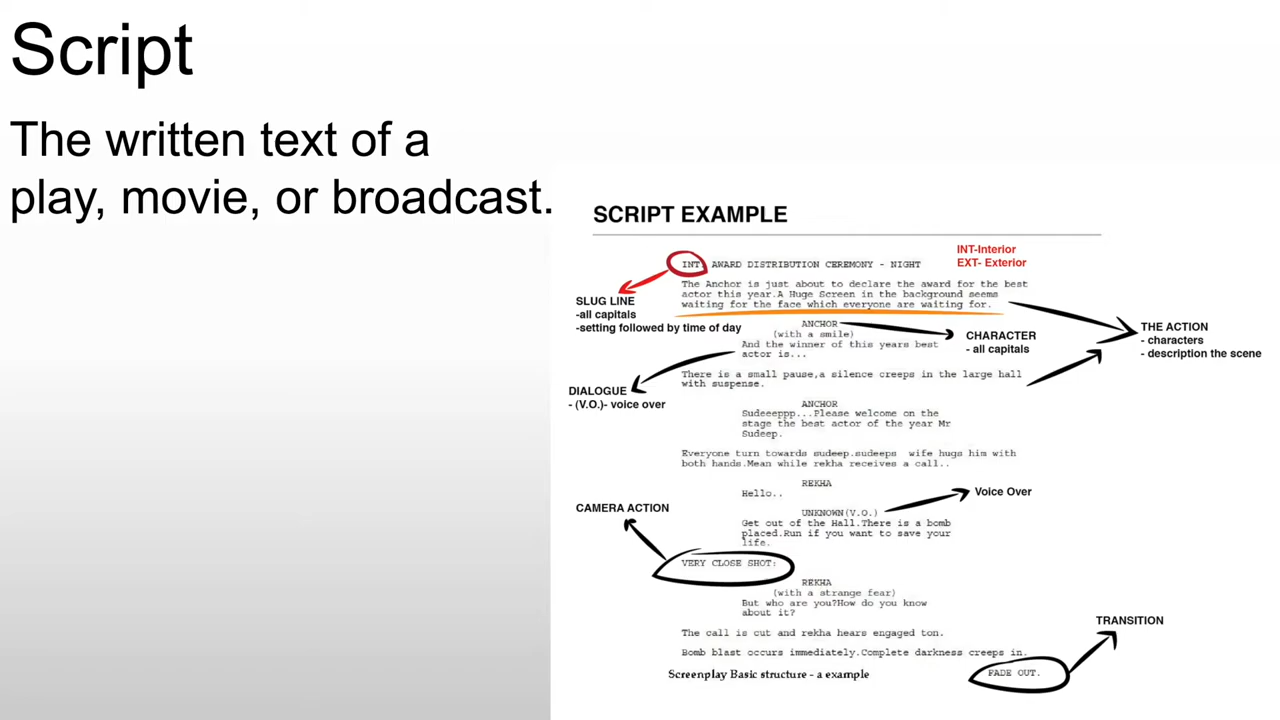 Script
The written text of a
play, movie, or broadcast.
SCRIPT EXAMPLE
INT-Interior
EXT- Exterior
INT. AWARD DISTRIBUTION CEREMONY - NIGHT
The Anchor is just about to declare the award for the best
actor this year.A Huge Screen in the background seems
waiting for the face which everyone are waiting for.
SLUG LINE
-all capitals
-setting followed by time of day
ANCHOR
(with a smile)
And the winner of this years best
actor is...
CHARACTER
- all capitals
THE ACTION
- characters
- description the scene
There is a small pause,a silence creeps in the large hall
with suspense.
DIALOGUE
- (V.O.)- voice over
ANCHOR
Sudeeeppp...Please welcome on the
stage the best actor of the year Mr
Sudeep.
Everyone turn towards sudeep.sudeeps wife hugs him with
both hands.Mean while rekha receives a call..
REKHA
Hello..
Voice Over
UNKNOWN(V.O.)
Get out of the Hall.There is a bomb
placed.Run if you want to save your
life.
CAMERA ACTION
VERY CLOSE SHOT:
REKHA
(with a strange fear)
But who are you?How do you know
about it?
The call is cut and rekha hears engaged ton.
Bomb blast occurs immediately.Complete darkness creeps in.
TRANSITION
FADE OUT.
Screenplay Basic structure - a example